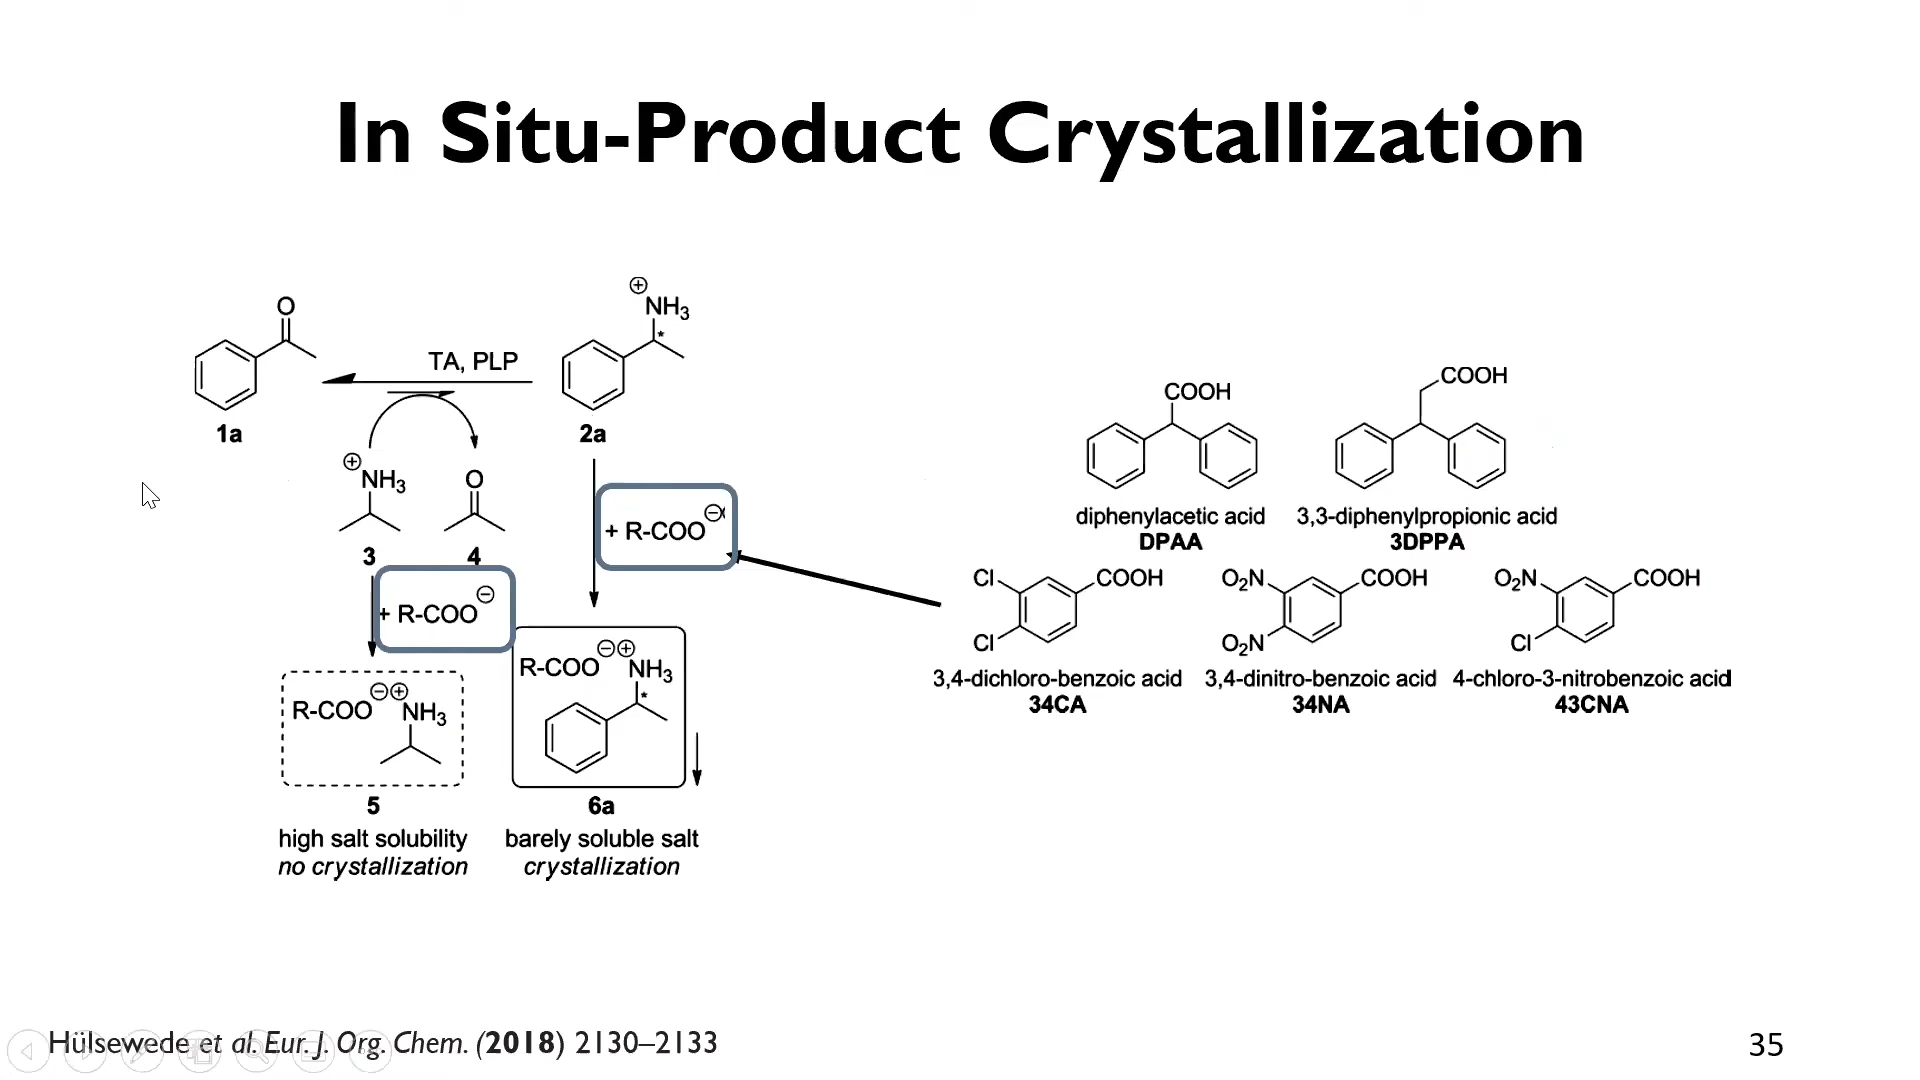 In Situ-Product Crystallization
O
TA, PLP
1a
⊕
NH3
*
2a
⊕
NH3
3
O
4
+ R-COO ⊖
+ R-COO ⊖
R-COO ⊖⊕ NH3
5
high salt solubility
no crystallization
R-COO ⊖⊕ NH3
*
6a
barely soluble salt
crystallization
COOH
diphenylacetic acid
DPAA
COOH
3,3-diphenylpropionic acid
3DPPA
Cl
COOH
Cl
3,4-dichloro-benzoic acid
34CA
O2N
COOH
O2N
3,4-dinitro-benzoic acid
34NA
O2N
COOH
Cl
4-chloro-3-nitrobenzoic acid
43CNA
Hülsewede et al. Eur. J. Org. Chem. (2018) 2130–2133
35